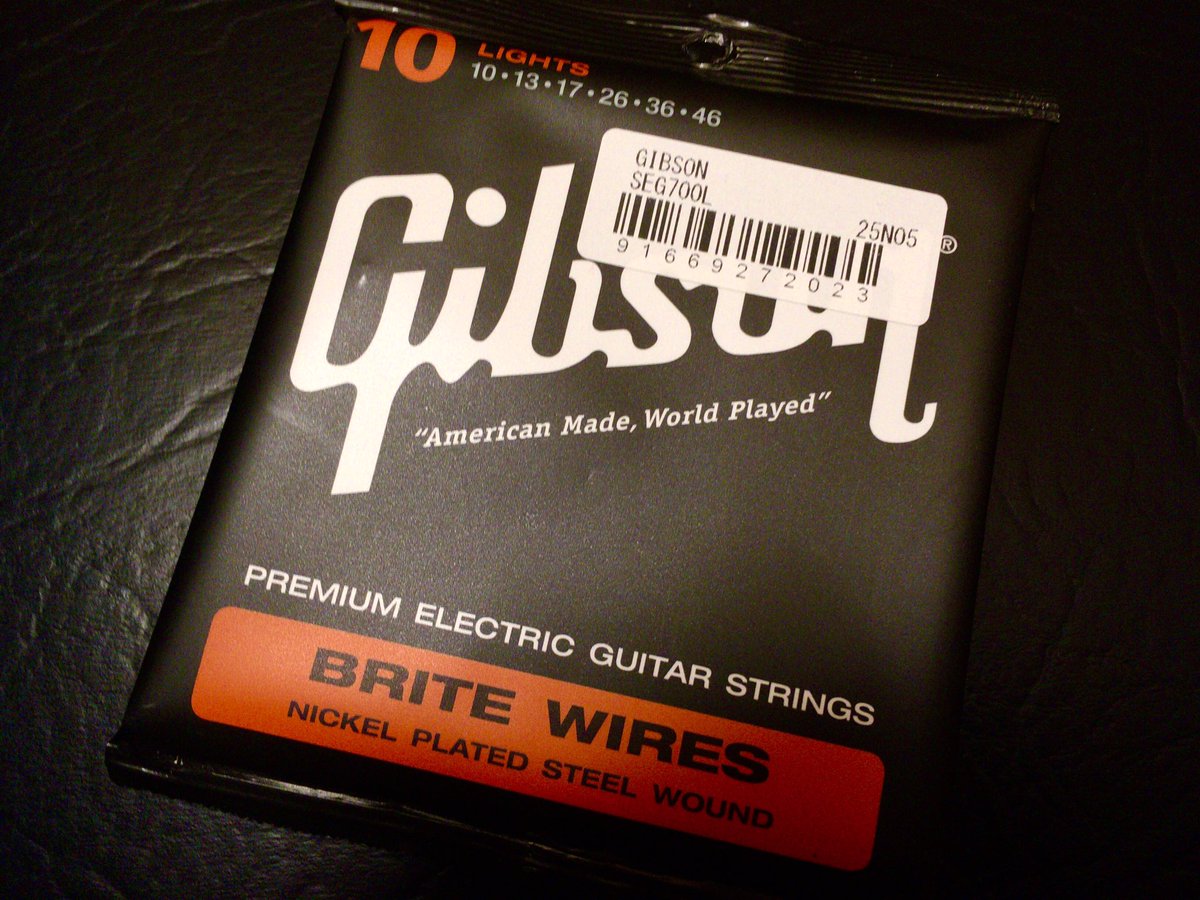 10
LIGHTS
10•13•17•26•36•46
GIBSON
SEG700L
25N05
91669272023
Gibson®
“American Made, World Played”
PREMIUM ELECTRIC GUITAR STRINGS
BRITE WIRES
NICKEL PLATED STEEL WOUND